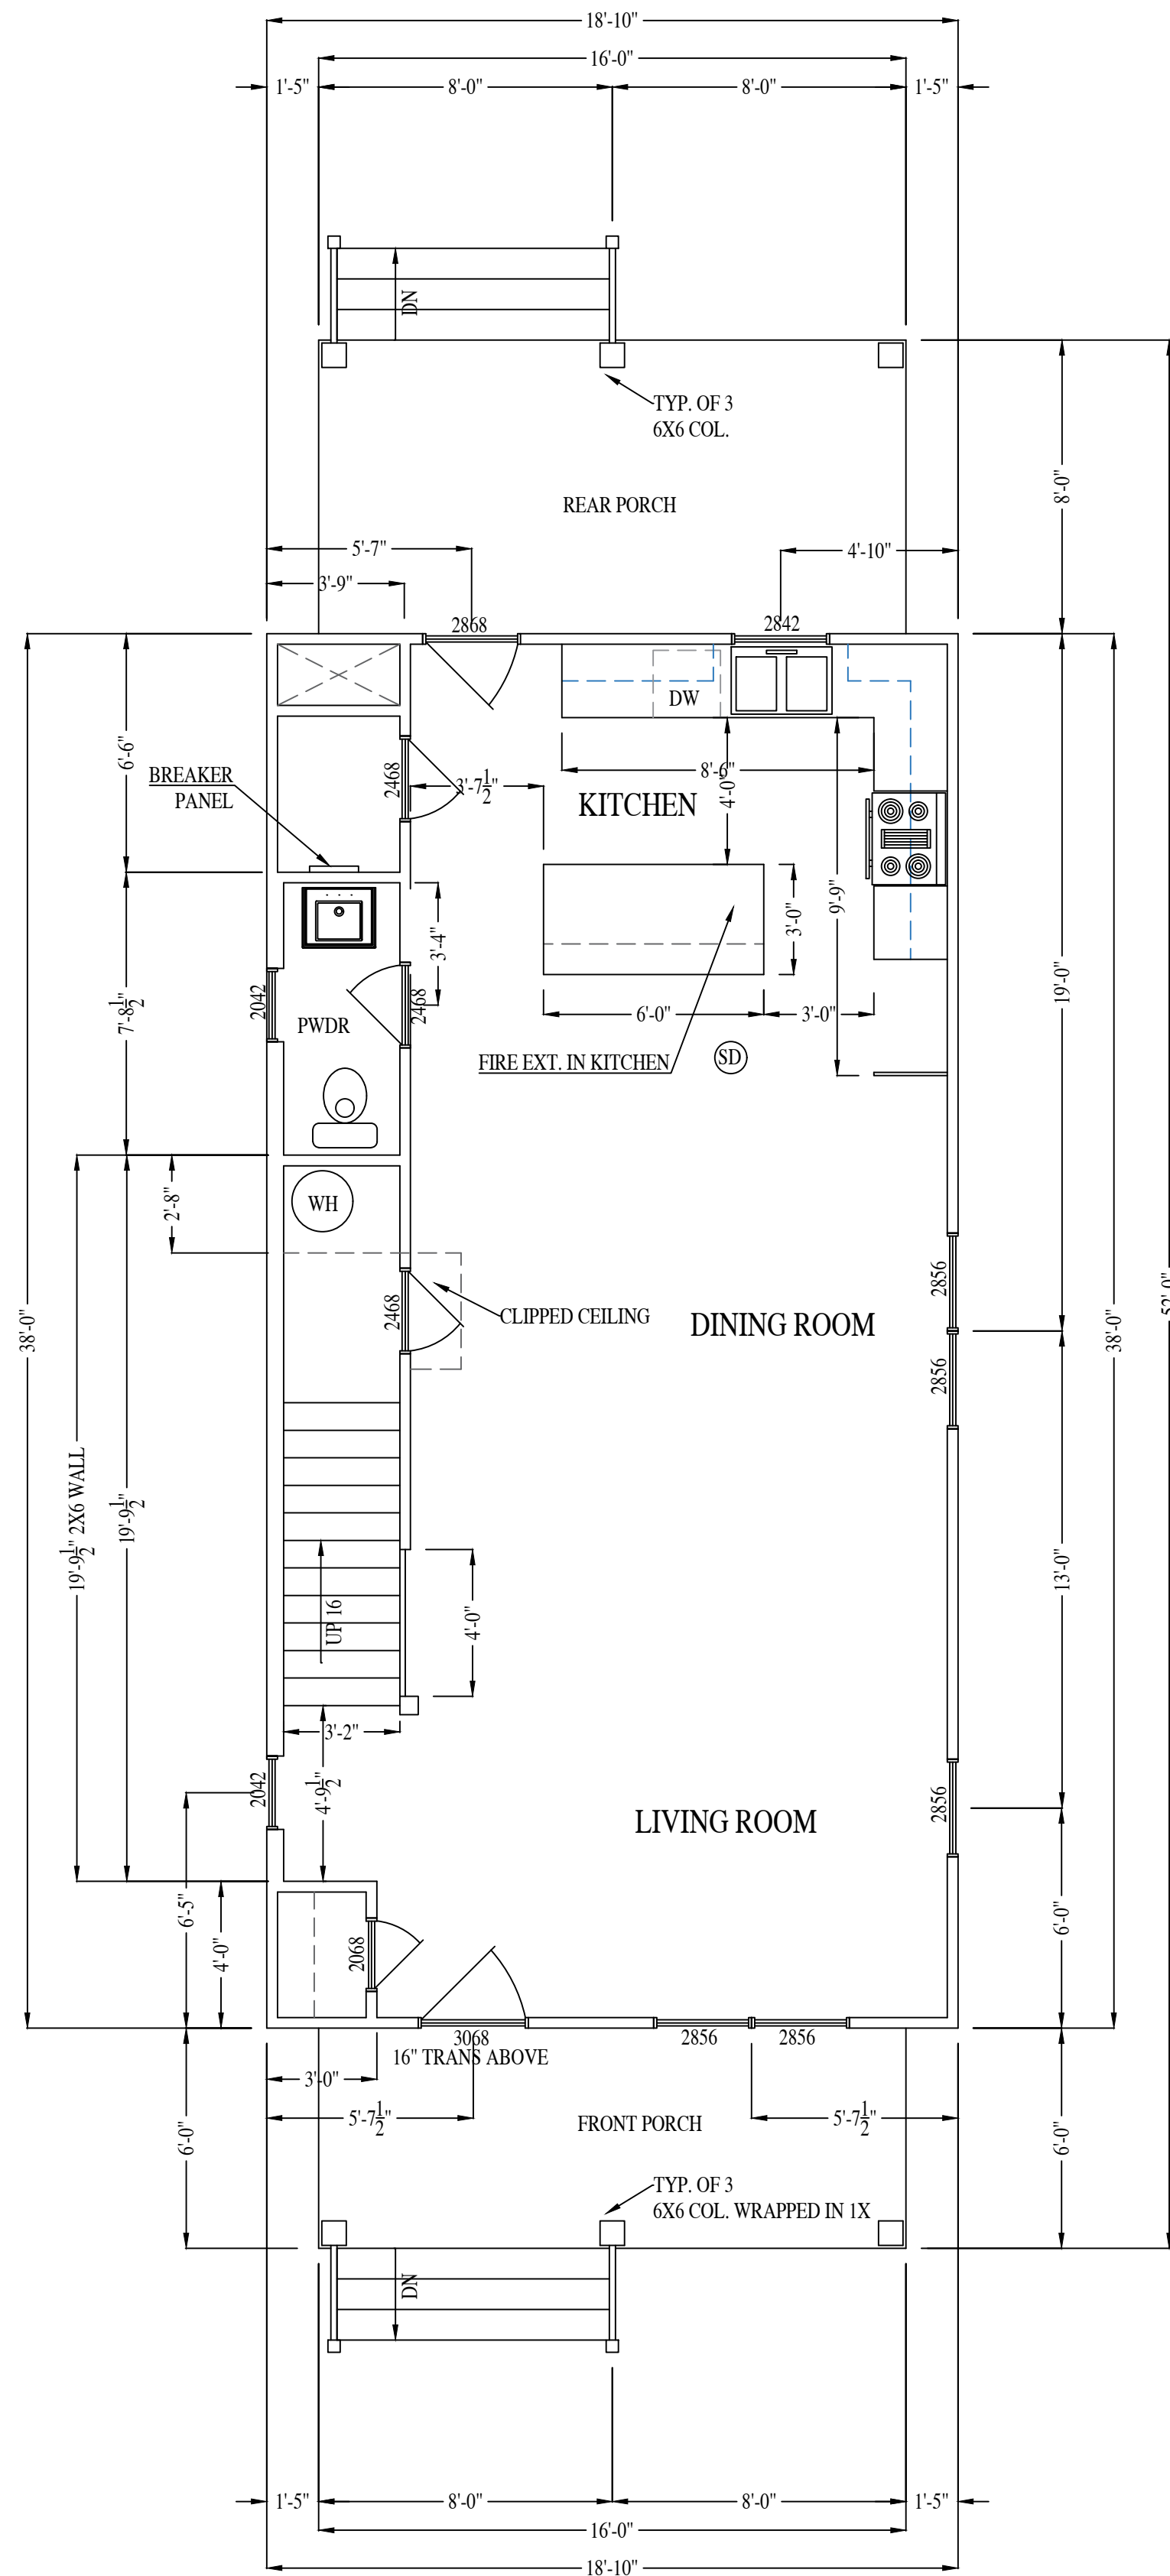 18'-10"
16'-0"
1'-5"
8'-0"
8'-0"
1'-5"
DN
TYP. OF 3
6X6 COL.
REAR PORCH
8'-0"
5'-7"
4'-10"
3'-9"
2868
2842
DW
6'-6"
BREAKER
PANEL
2468
3'-7 1/2"
8'-6"
4'-0"
KITCHEN
9'-9"
3'-0"
3'-4"
19'-0"
7'-8 1/2"
2042
PWDR
2468
6'-0"
3'-0"
FIRE EXT. IN KITCHEN
SD
2'-8"
WH
2468
CLIPPED CEILING
DINING ROOM
2856
2856
38'-0"
38'-0"
52'-0"
19'-9 1/2" 2X6 WALL
19'-9 1/2"
13'-0"
UP 16
4'-0"
3'-2"
2042
4'-9 1/2"
LIVING ROOM
2856
6'-5"
4'-0"
2068
6'-0"
3068
16" TRANS ABOVE
2856
2856
3'-0"
5'-7 1/2"
FRONT PORCH
5'-7 1/2"
6'-0"
6'-0"
TYP. OF 3
6X6 COL. WRAPPED IN 1X
DN
1'-5"
8'-0"
8'-0"
1'-5"
16'-0"
18'-10"